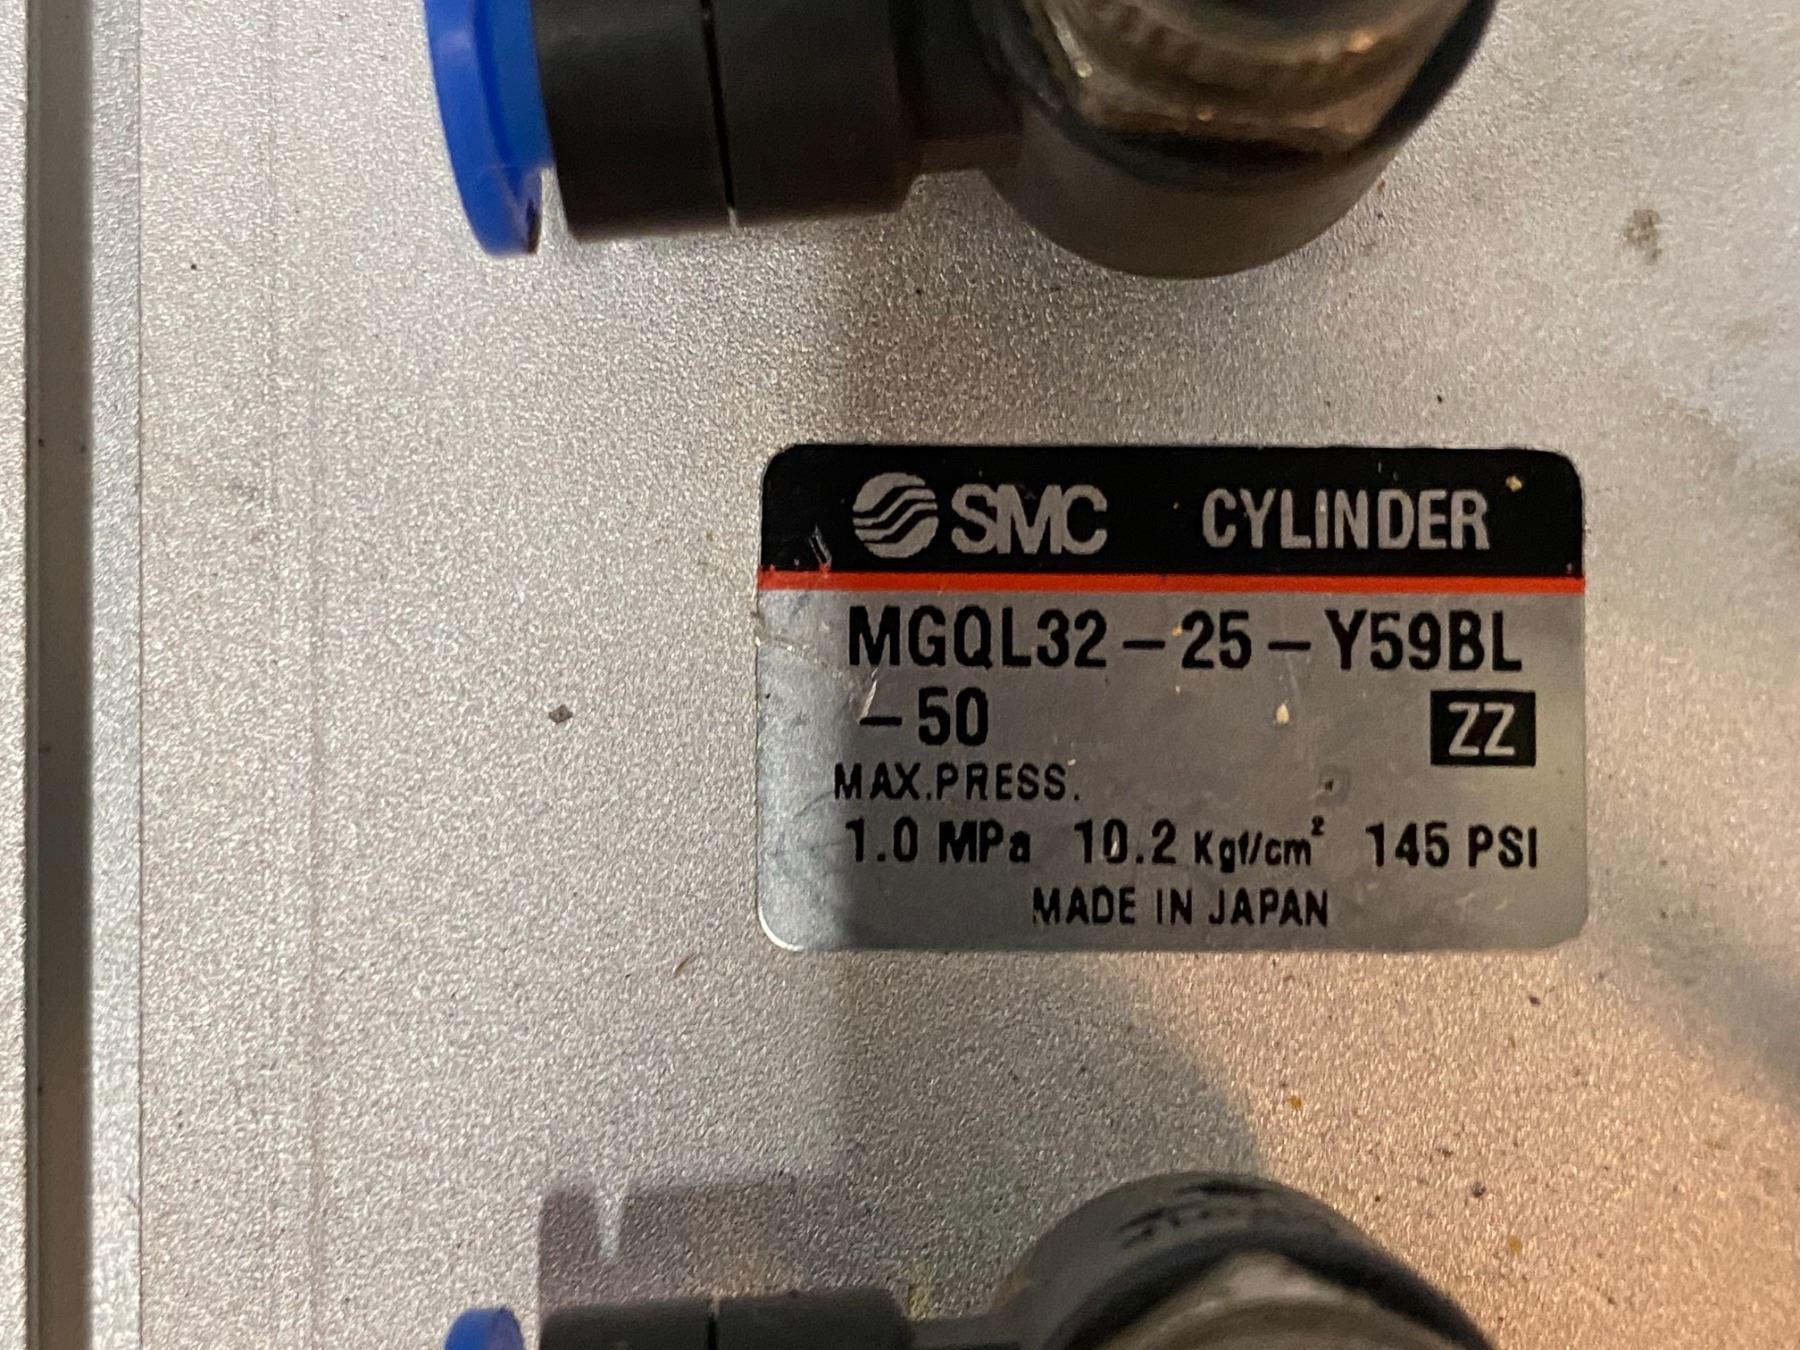 SMC CYLINDER
MGQL32-25-Y59BL
-50 ZZ
MAX.PRESS.
1.0 MPa 10.2 Kgf/cm² 145 PSI
MADE IN JAPAN